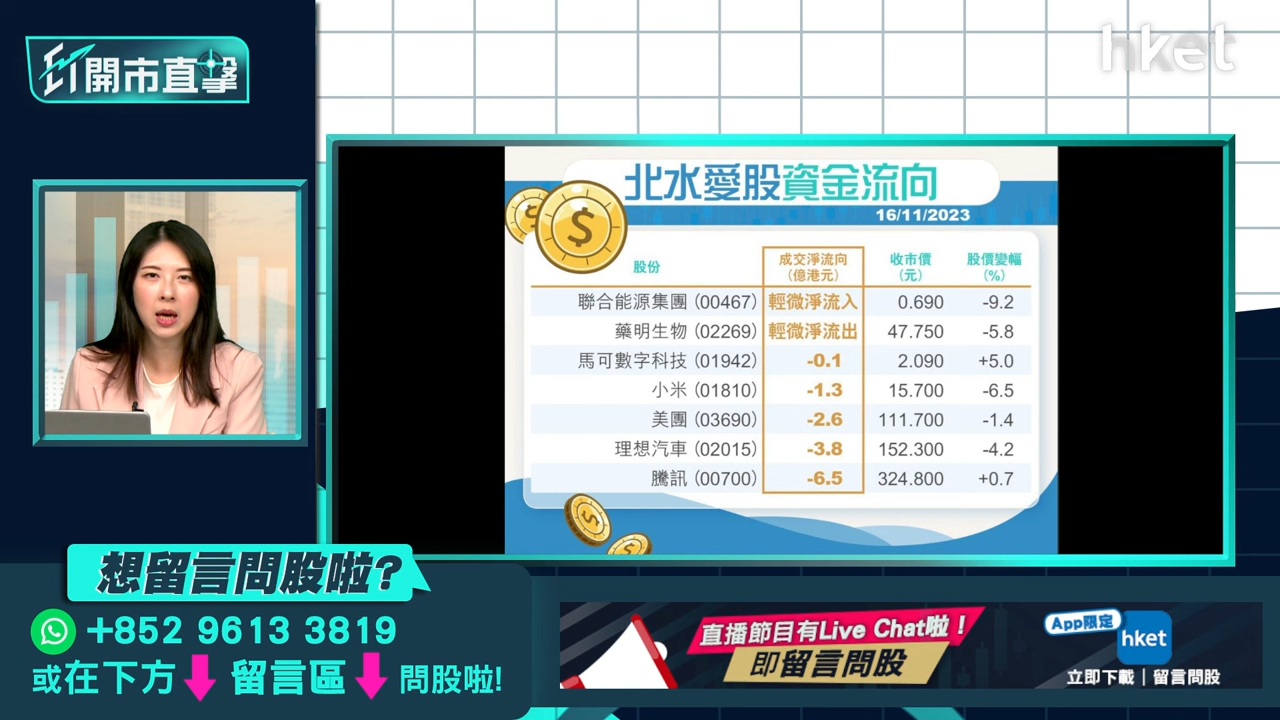 ET開市直擊
hket
北水愛股資金流向
16/11/2023
股份 成交淨流向（億港元） 收市價（元） 股價變幅（%）
聯合能源集團 (00467) 輕微淨流入 0.690 -9.2
藥明生物 (02269) 輕微淨流出 47.750 -5.8
馬可數字科技 (01942) -0.1 2.090 +5.0
小米 (01810) -1.3 15.700 -6.5
美團 (03690) -2.6 111.700 -1.4
理想汽車 (02015) -3.8 152.300 -4.2
騰訊 (00700) -6.5 324.800 +0.7
想留言問股啦?
+852 9613 3819
或在下方 留言區 問股啦!
直播節目有Live Chat啦！
即留言問股
App限定
hket
立即下載｜留言問股